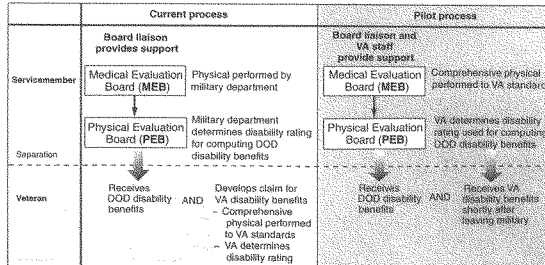 Current process
Pilot process
Board liaison
provides support
Board liaison and
VA staff
provide support
Servicemember
Medical Evaluation
Board (MEB)
Physical performed by
military department
Medical Evaluation
Board (MEB)
Comprehensive physical
performed to VA standards
Physical Evaluation
Board (PEB)
Military department
determines disability rating
for computing DOD
disability benefits
Physical Evaluation
Board (PEB)
VA determines disability
rating used for computing
DOD disability benefits
Separation
Veteran
Receives
DOD disability
benefits
AND
Develops claim for
VA disability benefits
– Comprehensive
physical performed
to VA standards
– VA determines
disability rating
Receives
DOD disability
benefits
AND
Receives VA
disability benefits
shortly after
leaving military